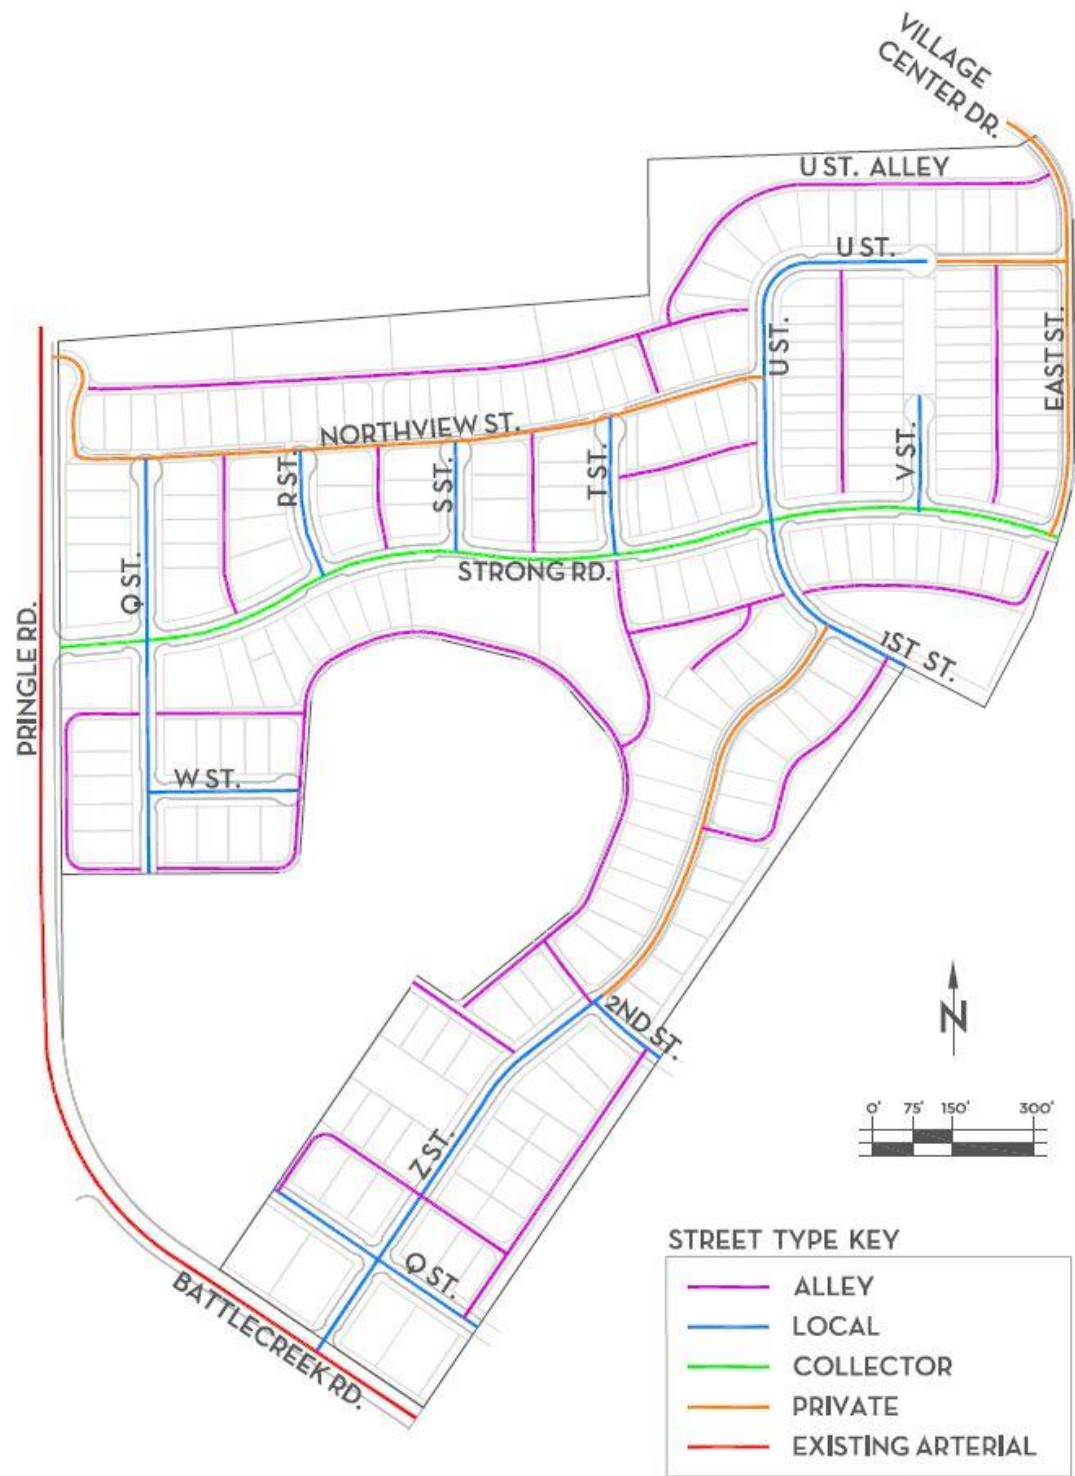 VILLAGE
CENTER DR.
U ST. ALLEY
U ST.
U ST.
EAST ST.
NORTHVIEW ST.
R ST.
S ST.
T ST.
V ST.
Q ST.
STRONG RD.
PRINGLE RD.
1ST ST.
W ST.
2ND ST.
N
0' 75' 150' 300'
Z ST.
Q ST.
BATTLECREEK RD.
STREET TYPE KEY
ALLEY
LOCAL
COLLECTOR
PRIVATE
EXISTING ARTERIAL